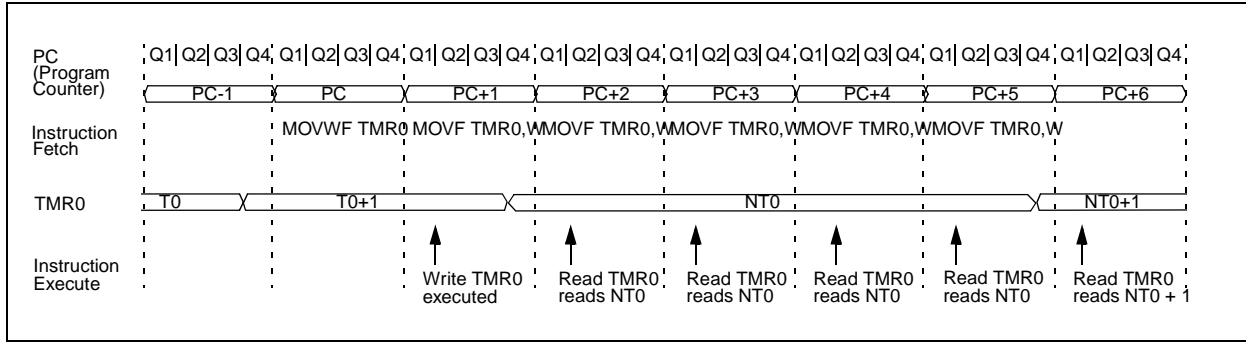 PC
(Program
Counter)
Q1 Q2 Q3 Q4 Q1 Q2 Q3 Q4 Q1 Q2 Q3 Q4 Q1 Q2 Q3 Q4 Q1 Q2 Q3 Q4 Q1 Q2 Q3 Q4 Q1 Q2 Q3 Q4 Q1 Q2 Q3 Q4
PC-1 PC PC+1 PC+2 PC+3 PC+4 PC+5 PC+6
Instruction
Fetch
MOVWF TMR0 MOVF TMR0,W MOVF TMR0,W MOVF TMR0,W MOVF TMR0,W MOVF TMR0,W
TMR0
T0 T0+1 NT0 NT0+1
Instruction
Execute
Write TMR0
executed
Read TMR0
reads NT0
Read TMR0
reads NT0
Read TMR0
reads NT0
Read TMR0
reads NT0
Read TMR0
reads NT0 + 1